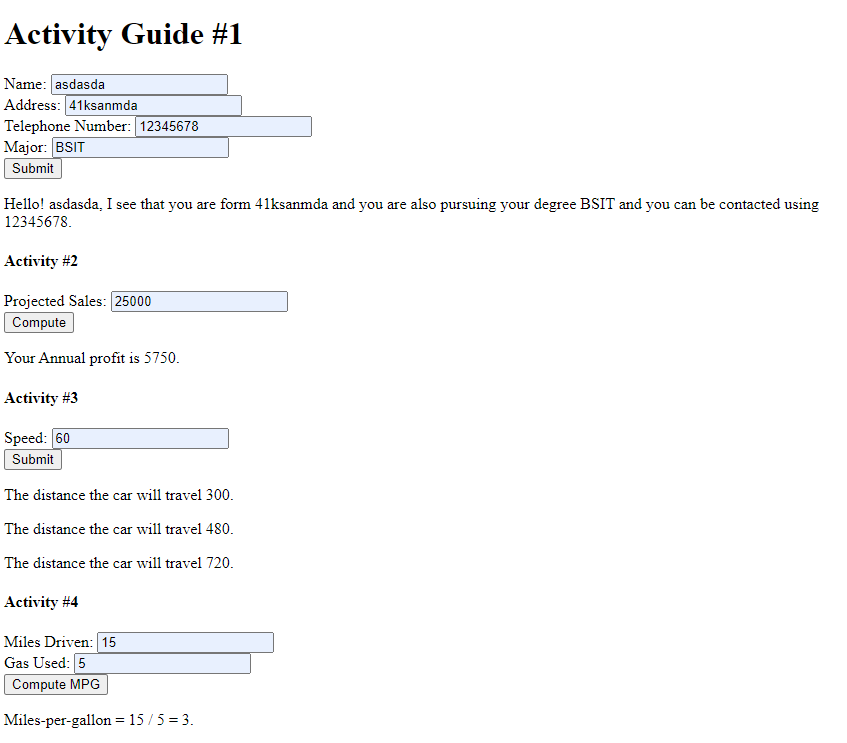 Activity Guide #1
Name: asdasda
Address: 41ksanmda
Telephone Number: 12345678
Major: BSIT
Submit
Hello! asdasda, I see that you are form 41ksanmda and you are also pursuing your degree BSIT and you can be contacted using
12345678.
Activity #2
Projected Sales: 25000
Compute
Your Annual profit is 5750.
Activity #3
Speed: 60
Submit
The distance the car will travel 300.
The distance the car will travel 480.
The distance the car will travel 720.
Activity #4
Miles Driven: 15
Gas Used: 5
Compute MPG
Miles-per-gallon = 15 / 5 = 3.